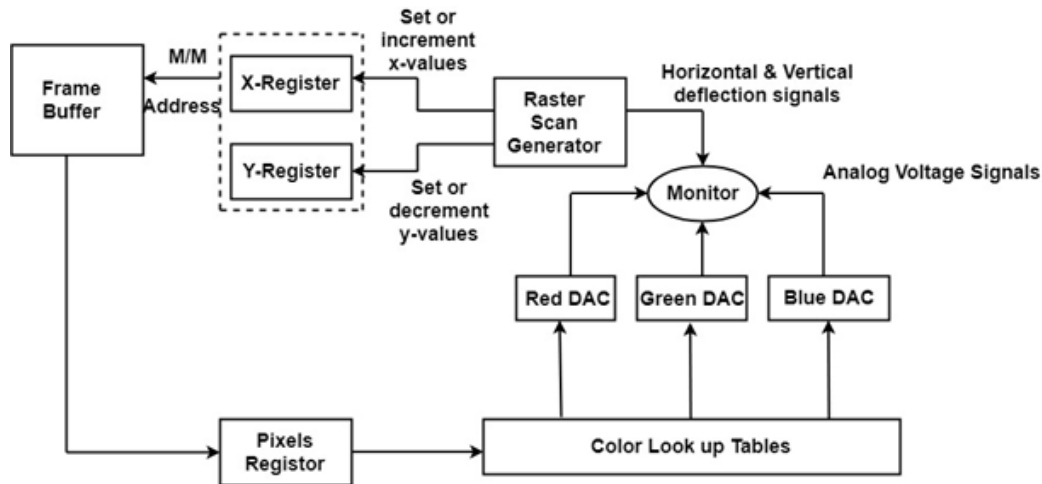 Set or
increment
x-values
Frame
Buffer
M/M
Address
X-Register
Y-Register
Raster
Scan
Generator
Horizontal & Vertical
deflection signals
Set or
decrement
y-values
Monitor
Analog Voltage Signals
Red DAC
Green DAC
Blue DAC
Pixels
Registor
Color Look up Tables